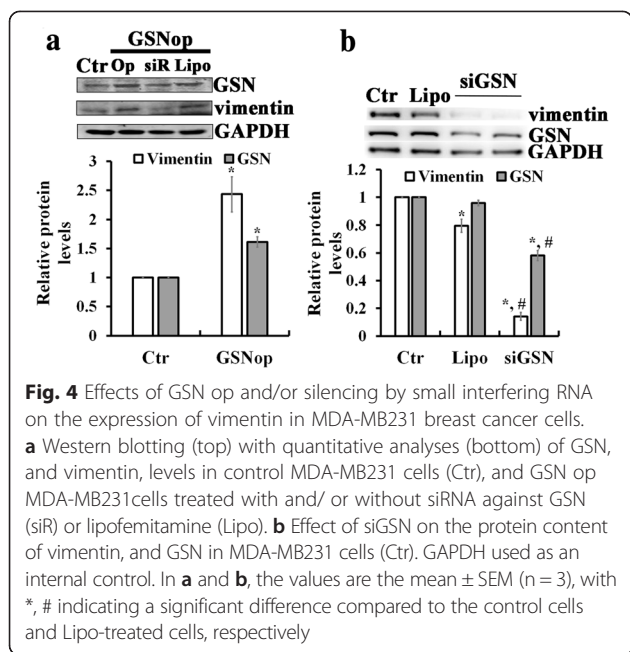 a
GSNop
Ctr Op siR Lipo
GSN
vimentin
GAPDH
Relative protein levels
3
2.5
2
1.5
1
0.5
0
Vimentin GSN
*
*
Ctr GSNop
b
siGSN
Ctr Lipo
vimentin
GSN
GAPDH
Relative protein levels
1.2
1
0.8
0.6
0.4
0.2
0
Vimentin GSN
*
*, #
*, #
Ctr Lipo siGSN
Fig. 4 Effects of GSN op and/or silencing by small interfering RNA
on the expression of vimentin in MDA-MB231 breast cancer cells.
a Western blotting (top) with quantitative analyses (bottom) of GSN,
and vimentin, levels in control MDA-MB231 cells (Ctr), and GSN op
MDA-MB231cells treated with and/ or without siRNA against GSN
(siR) or lipofemitamine (Lipo). b Effect of siGSN on the protein content
of vimentin, and GSN in MDA-MB231 cells (Ctr). GAPDH used as an
internal control. In a and b, the values are the mean ± SEM (n = 3), with
*, # indicating a significant difference compared to the control cells
and Lipo-treated cells, respectively